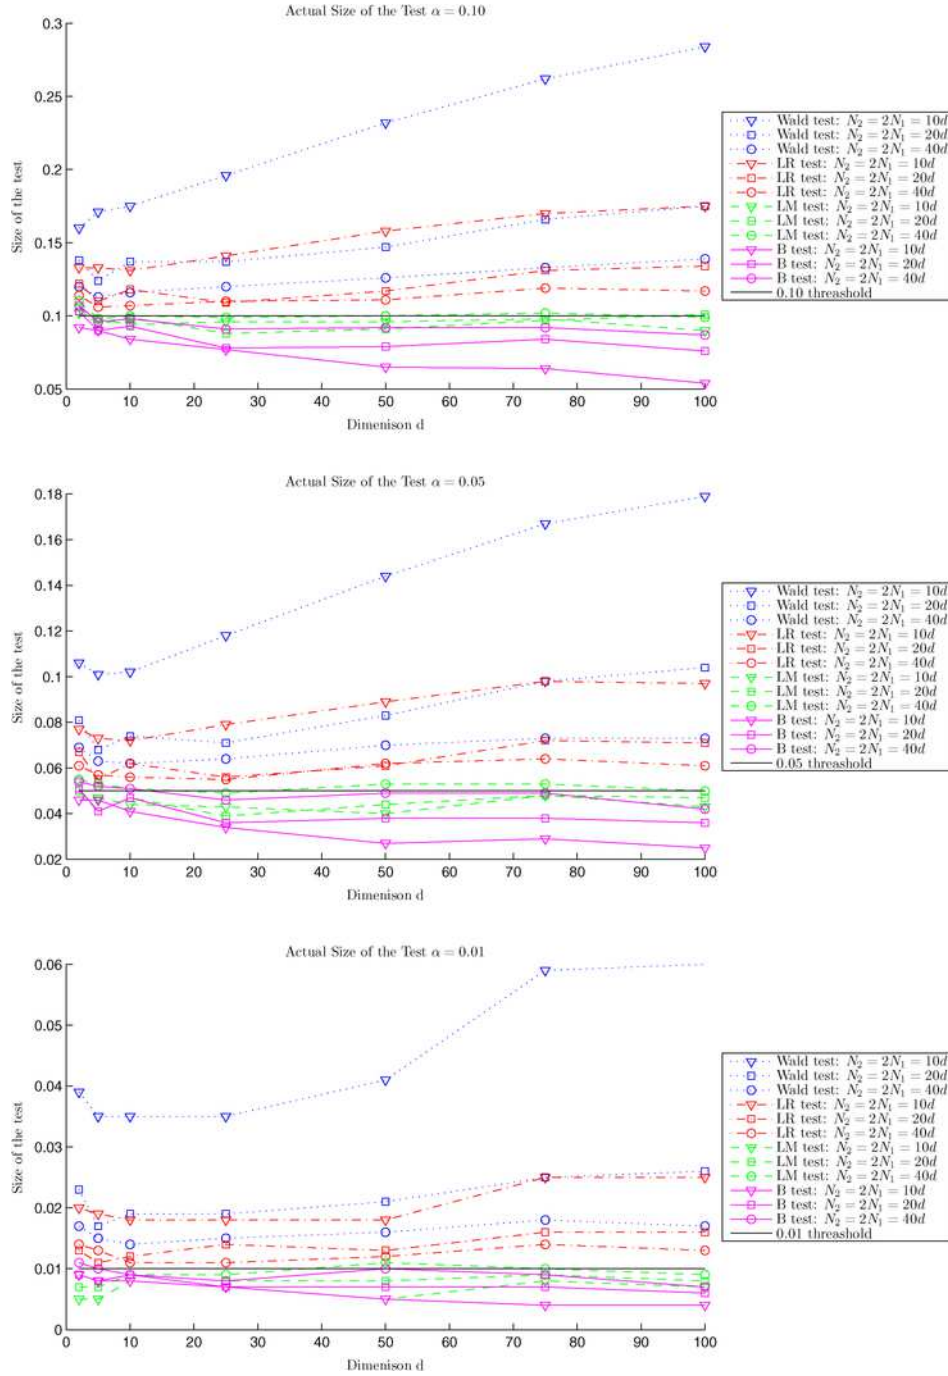 Actual Size of the Test α = 0.10
0.3
0.25
0.2
0.15
0.1
0.05
Size of the test
0 10 20 30 40 50 60 70 80 90 100
Dimenison d
Wald test: N₂ = 2N₁ = 10d
Wald test: N₂ = 2N₁ = 20d
Wald test: N₂ = 2N₁ = 40d
LR test: N₂ = 2N₁ = 10d
LR test: N₂ = 2N₁ = 20d
LR test: N₂ = 2N₁ = 40d
LM test: N₂ = 2N₁ = 10d
LM test: N₂ = 2N₁ = 20d
LM test: N₂ = 2N₁ = 40d
B test: N₂ = 2N₁ = 10d
B test: N₂ = 2N₁ = 20d
B test: N₂ = 2N₁ = 40d
0.10 threashold
Actual Size of the Test α = 0.05
0.18
0.16
0.14
0.12
0.1
0.08
0.06
0.04
0.02
Size of the test
0 10 20 30 40 50 60 70 80 90 100
Dimenison d
Wald test: N₂ = 2N₁ = 10d
Wald test: N₂ = 2N₁ = 20d
Wald test: N₂ = 2N₁ = 40d
LR test: N₂ = 2N₁ = 10d
LR test: N₂ = 2N₁ = 20d
LR test: N₂ = 2N₁ = 40d
LM test: N₂ = 2N₁ = 10d
LM test: N₂ = 2N₁ = 20d
LM test: N₂ = 2N₁ = 40d
B test: N₂ = 2N₁ = 10d
B test: N₂ = 2N₁ = 20d
B test: N₂ = 2N₁ = 40d
0.05 threashold
Actual Size of the Test α = 0.01
0.06
0.05
0.04
0.03
0.02
0.01
0
Size of the test
0 10 20 30 40 50 60 70 80 90 100
Dimenison d
Wald test: N₂ = 2N₁ = 10d
Wald test: N₂ = 2N₁ = 20d
Wald test: N₂ = 2N₁ = 40d
LR test: N₂ = 2N₁ = 10d
LR test: N₂ = 2N₁ = 20d
LR test: N₂ = 2N₁ = 40d
LM test: N₂ = 2N₁ = 10d
LM test: N₂ = 2N₁ = 20d
LM test: N₂ = 2N₁ = 40d
B test: N₂ = 2N₁ = 10d
B test: N₂ = 2N₁ = 20d
B test: N₂ = 2N₁ = 40d
0.01 threashold